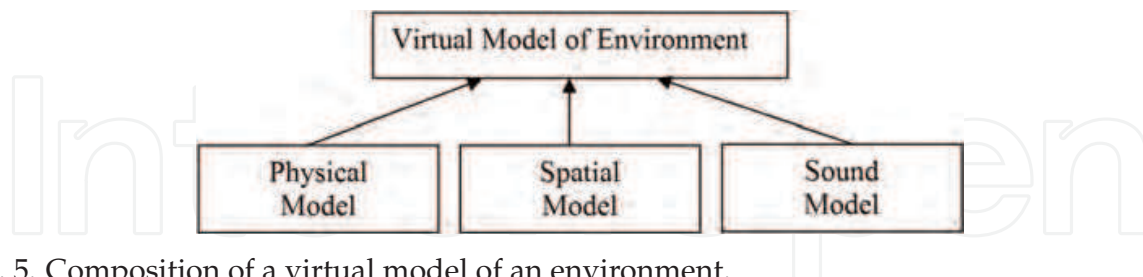 Virtual Model of Environment
Physical
Model
Spatial
Model
Sound
Model
. 5. Composition of a virtual model of an environment.